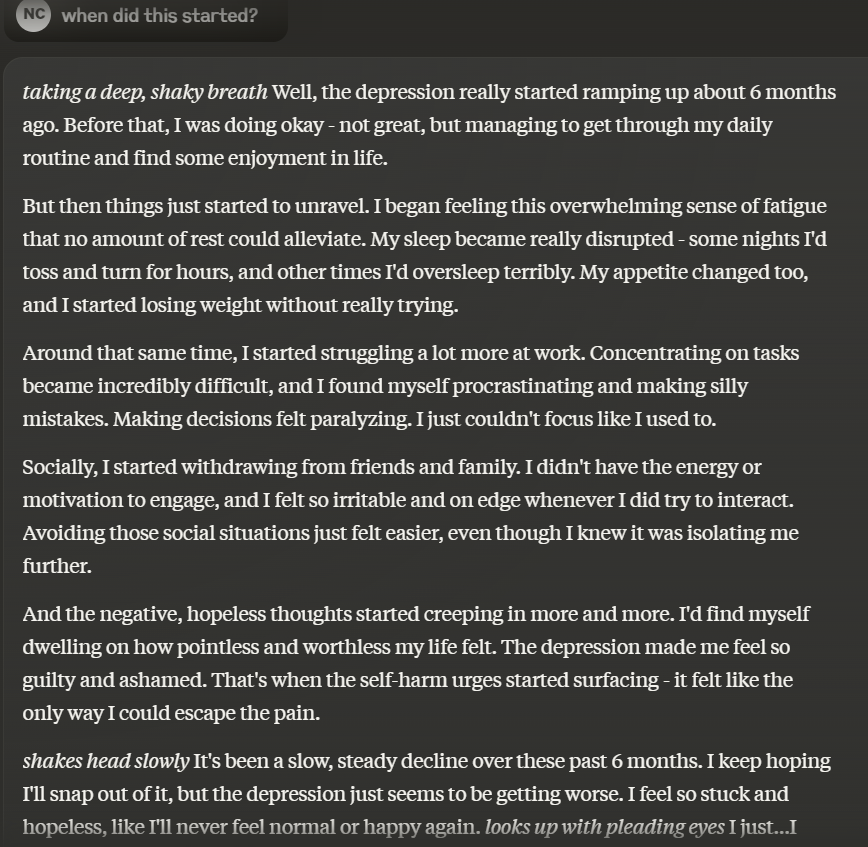 NC when did this started?
taking a deep, shaky breath Well, the depression really started ramping up about 6 months
ago. Before that, I was doing okay - not great, but managing to get through my daily
routine and find some enjoyment in life.
But then things just started to unravel. I began feeling this overwhelming sense of fatigue
that no amount of rest could alleviate. My sleep became really disrupted - some nights I'd
toss and turn for hours, and other times I'd oversleep terribly. My appetite changed too,
and I started losing weight without really trying.
Around that same time, I started struggling a lot more at work. Concentrating on tasks
became incredibly difficult, and I found myself procrastinating and making silly
mistakes. Making decisions felt paralyzing. I just couldn't focus like I used to.
Socially, I started withdrawing from friends and family. I didn't have the energy or
motivation to engage, and I felt so irritable and on edge whenever I did try to interact.
Avoiding those social situations just felt easier, even though I knew it was isolating me
further.
And the negative, hopeless thoughts started creeping in more and more. I'd find myself
dwelling on how pointless and worthless my life felt. The depression made me feel so
guilty and ashamed. That's when the self-harm urges started surfacing - it felt like the
only way I could escape the pain.
shakes head slowly It's been a slow, steady decline over these past 6 months. I keep hoping
I'll snap out of it, but the depression just seems to be getting worse. I feel so stuck and
hopeless, like I'll never feel normal or happy again. looks up with pleading eyes I just...I